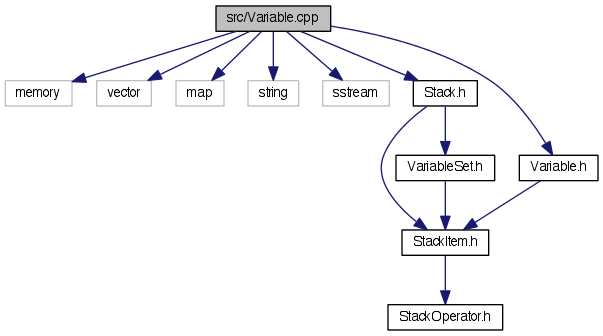 src/Variable.cpp
memory
vector
map
string
sstream
Stack.h
VariableSet.h
Variable.h
StackItem.h
StackOperator.h